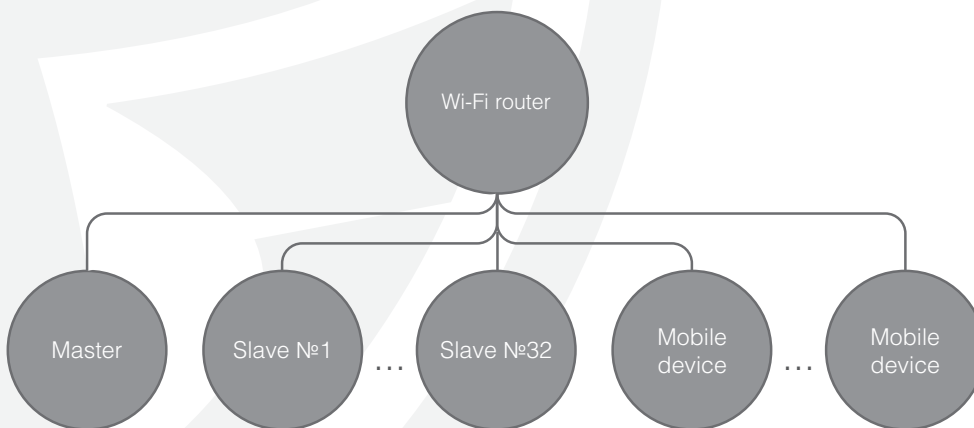 Wi-Fi router
Master
Slave №1
...
Slave №32
Mobile
device
...
Mobile
device